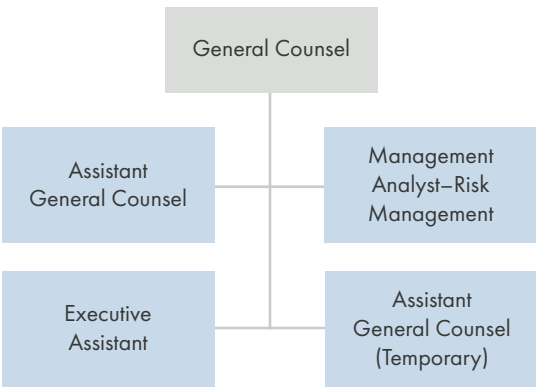 General Counsel
Assistant
General Counsel
Management
Analyst–Risk
Management
Executive
Assistant
Assistant
General Counsel
(Temporary)